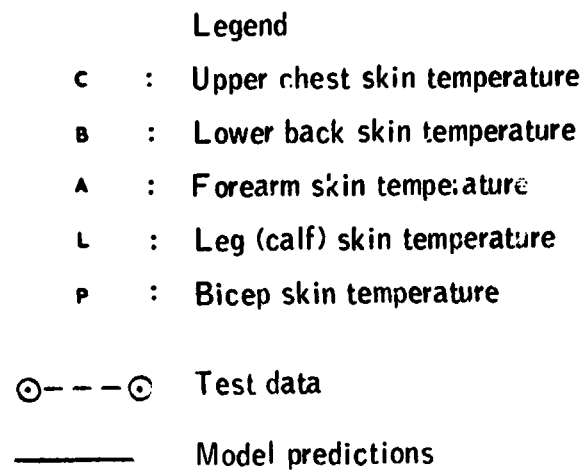 Legend
C : Upper chest skin temperature
B : Lower back skin temperature
A : Forearm skin temperature
L : Leg (calf) skin temperature
P : Bicep skin temperature
Test data
Model predictions